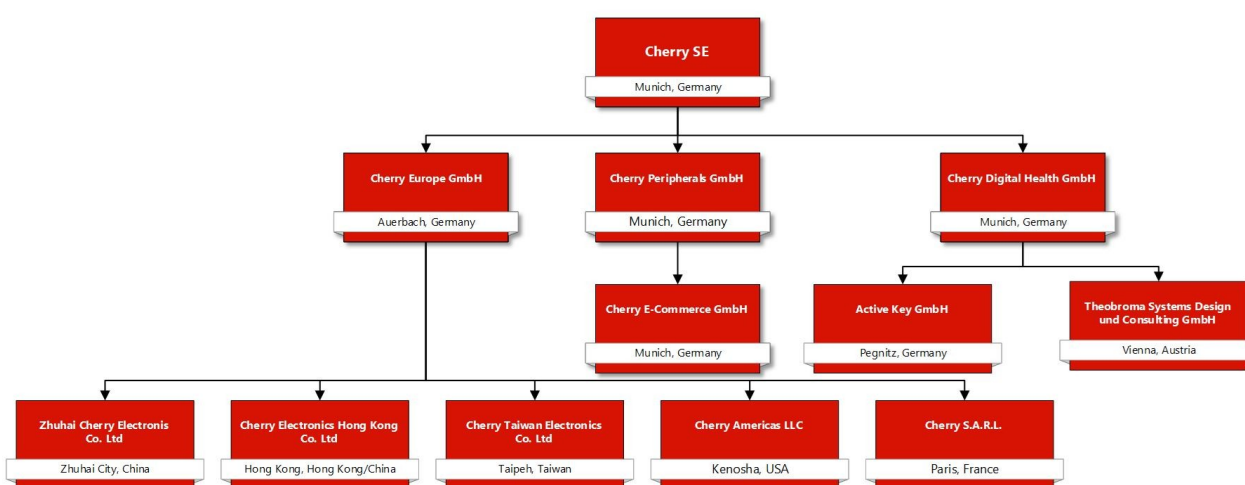 Cherry SE
Munich, Germany
Cherry Europe GmbH
Auerbach, Germany
Cherry Peripherals GmbH
Munich, Germany
Cherry Digital Health GmbH
Munich, Germany
Cherry E-Commerce GmbH
Munich, Germany
Active Key GmbH
Pegnitz, Germany
Theobroma Systems Design
und Consulting GmbH
Vienna, Austria
Zhuhai Cherry Electronis
Co. Ltd
Zhuhai City, China
Cherry Electronics Hong Kong
Co. Ltd
Hong Kong, Hong Kong/China
Cherry Taiwan Electronics
Co. Ltd
Taipeh, Taiwan
Cherry Americas LLC
Kenosha, USA
Cherry S.A.R.L.
Paris, France